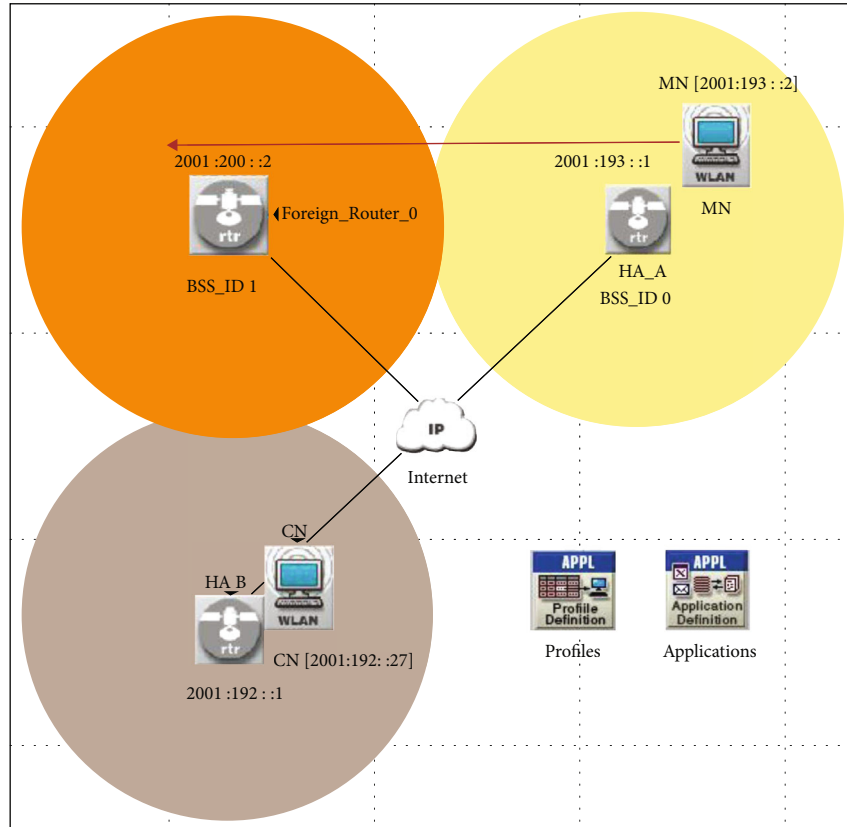 MN [2001:193 : :2]
WLAN
MN
2001 :200 : :2
2001 :193 : :1
rtr
Foreign_Router_0
BSS_ID 1
rtr
HA_A
BSS_ID 0
IP
Internet
CN
WLAN
HA B
rtr
CN [2001:192: :27]
2001 :192 : :1
APPL
Profile
Definition
Profiles
APPL
Application
Definition
Applications